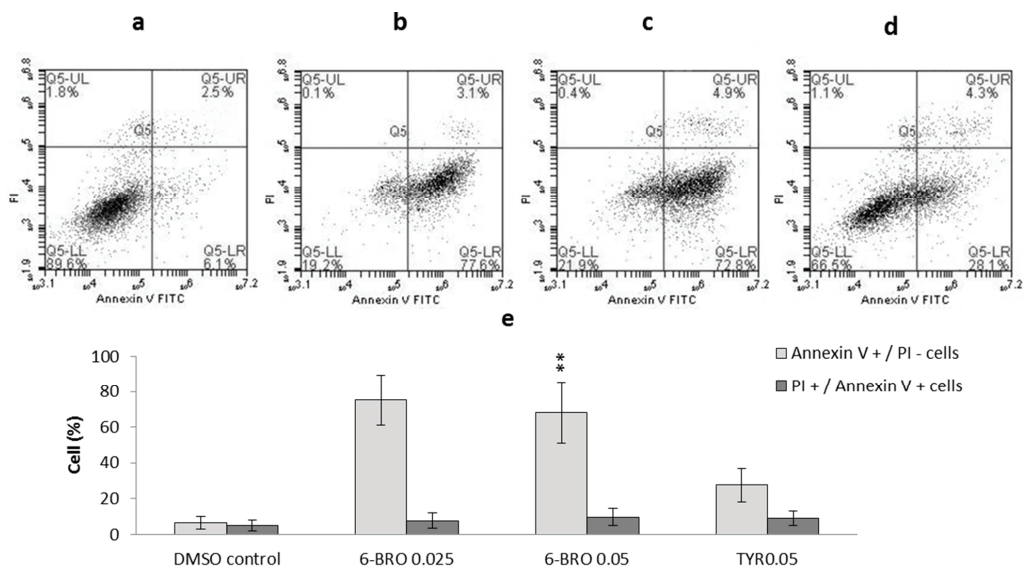 a
b
c
d
Q5-UL
1.8%
Q5-UR
2.5%
Q5
Q5-LL
89.6%
Q5-LR
6.1%
PI
Annexin V FITC
Q5-UL
0.1%
Q5-UR
3.1%
Q5
Q5-LL
19.2%
Q5-LR
77.6%
PI
Annexin V FITC
Q5-UL
0.4%
Q5-UR
4.9%
Q5
Q5-LL
21.9%
Q5-LR
72.8%
PI
Annexin V FITC
Q5-UL
1.1%
Q5-UR
4.3%
Q5
Q5-LL
66.5%
Q5-LR
28.1%
PI
Annexin V FITC
e
100
80
60
40
20
0
Cell (%)
**
Annexin V + / PI - cells
PI + / Annexin V + cells
DMSO control
6-BRO 0.025
6-BRO 0.05
TYR0.05